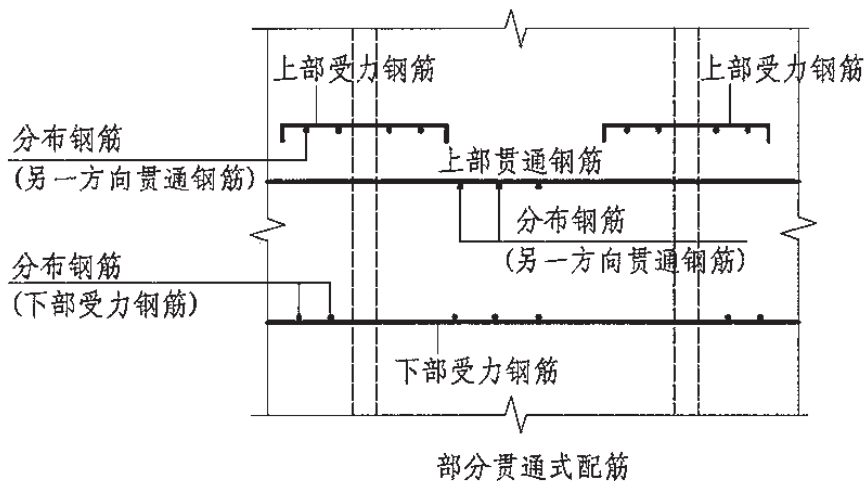 上部受力钢筋
上部受力钢筋
分布钢筋
(另一方向贯通钢筋)
上部贯通钢筋
分布钢筋
(另一方向贯通钢筋)
分布钢筋
(下部受力钢筋)
下部受力钢筋
部分贯通式配筋